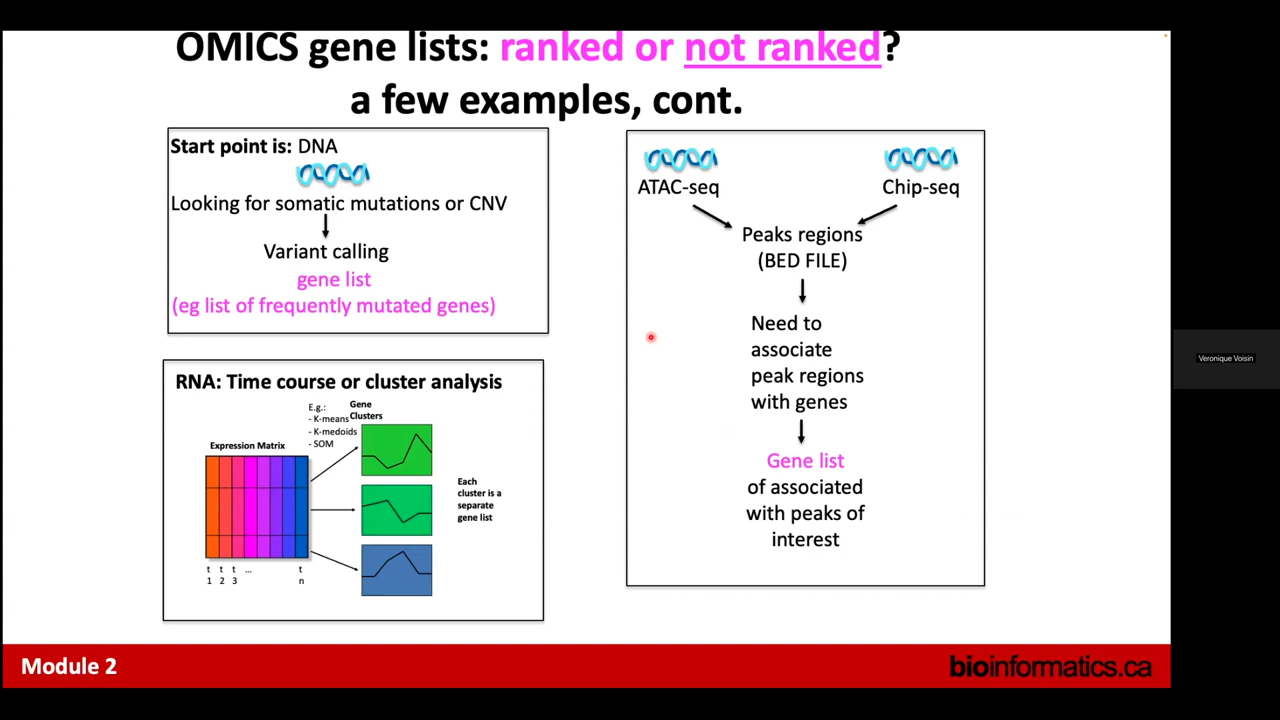 OMICS gene lists: ranked or not ranked?
a few examples, cont.
Start point is: DNA
Looking for somatic mutations or CNV
Variant calling
gene list
(eg list of frequently mutated genes)
RNA: Time course or cluster analysis
E.g.:
- K-means
- K-medoids
- SOM
Gene
Clusters
Expression Matrix
Each
cluster is a
separate
gene list
t t t ... t
1 2 3 n
ATAC-seq
Chip-seq
Peaks regions
(BED FILE)
Need to
associate
peak regions
with genes
Gene list
of associated
with peaks of
interest
Veronique Voisin
Module 2
bioinformatics.ca